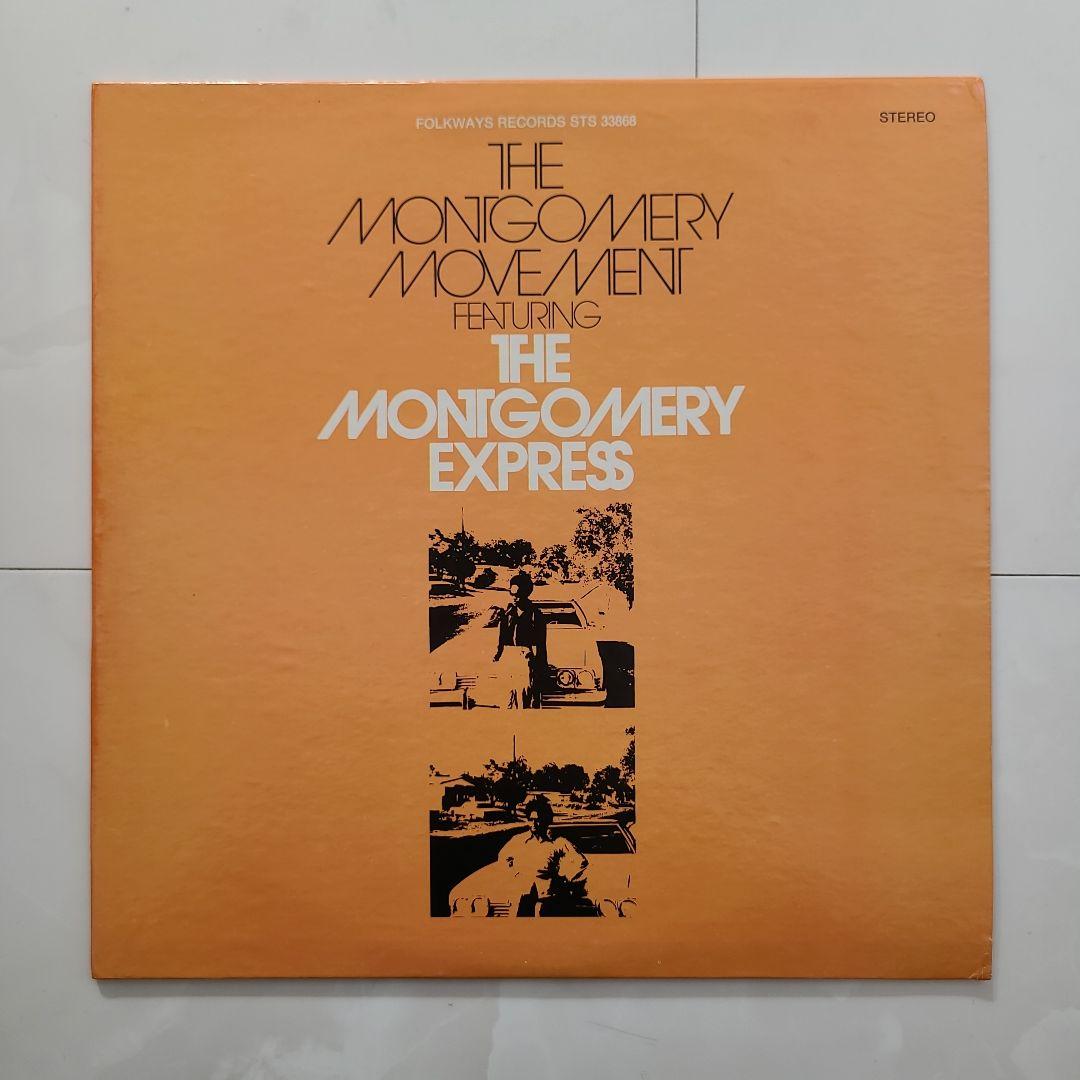 FOLKWAYS RECORDS STS 33868
STEREO
THE
MONTGOMERY
MOVEMENT
FEATURING
THE
MONTGOMERY
EXPRESS